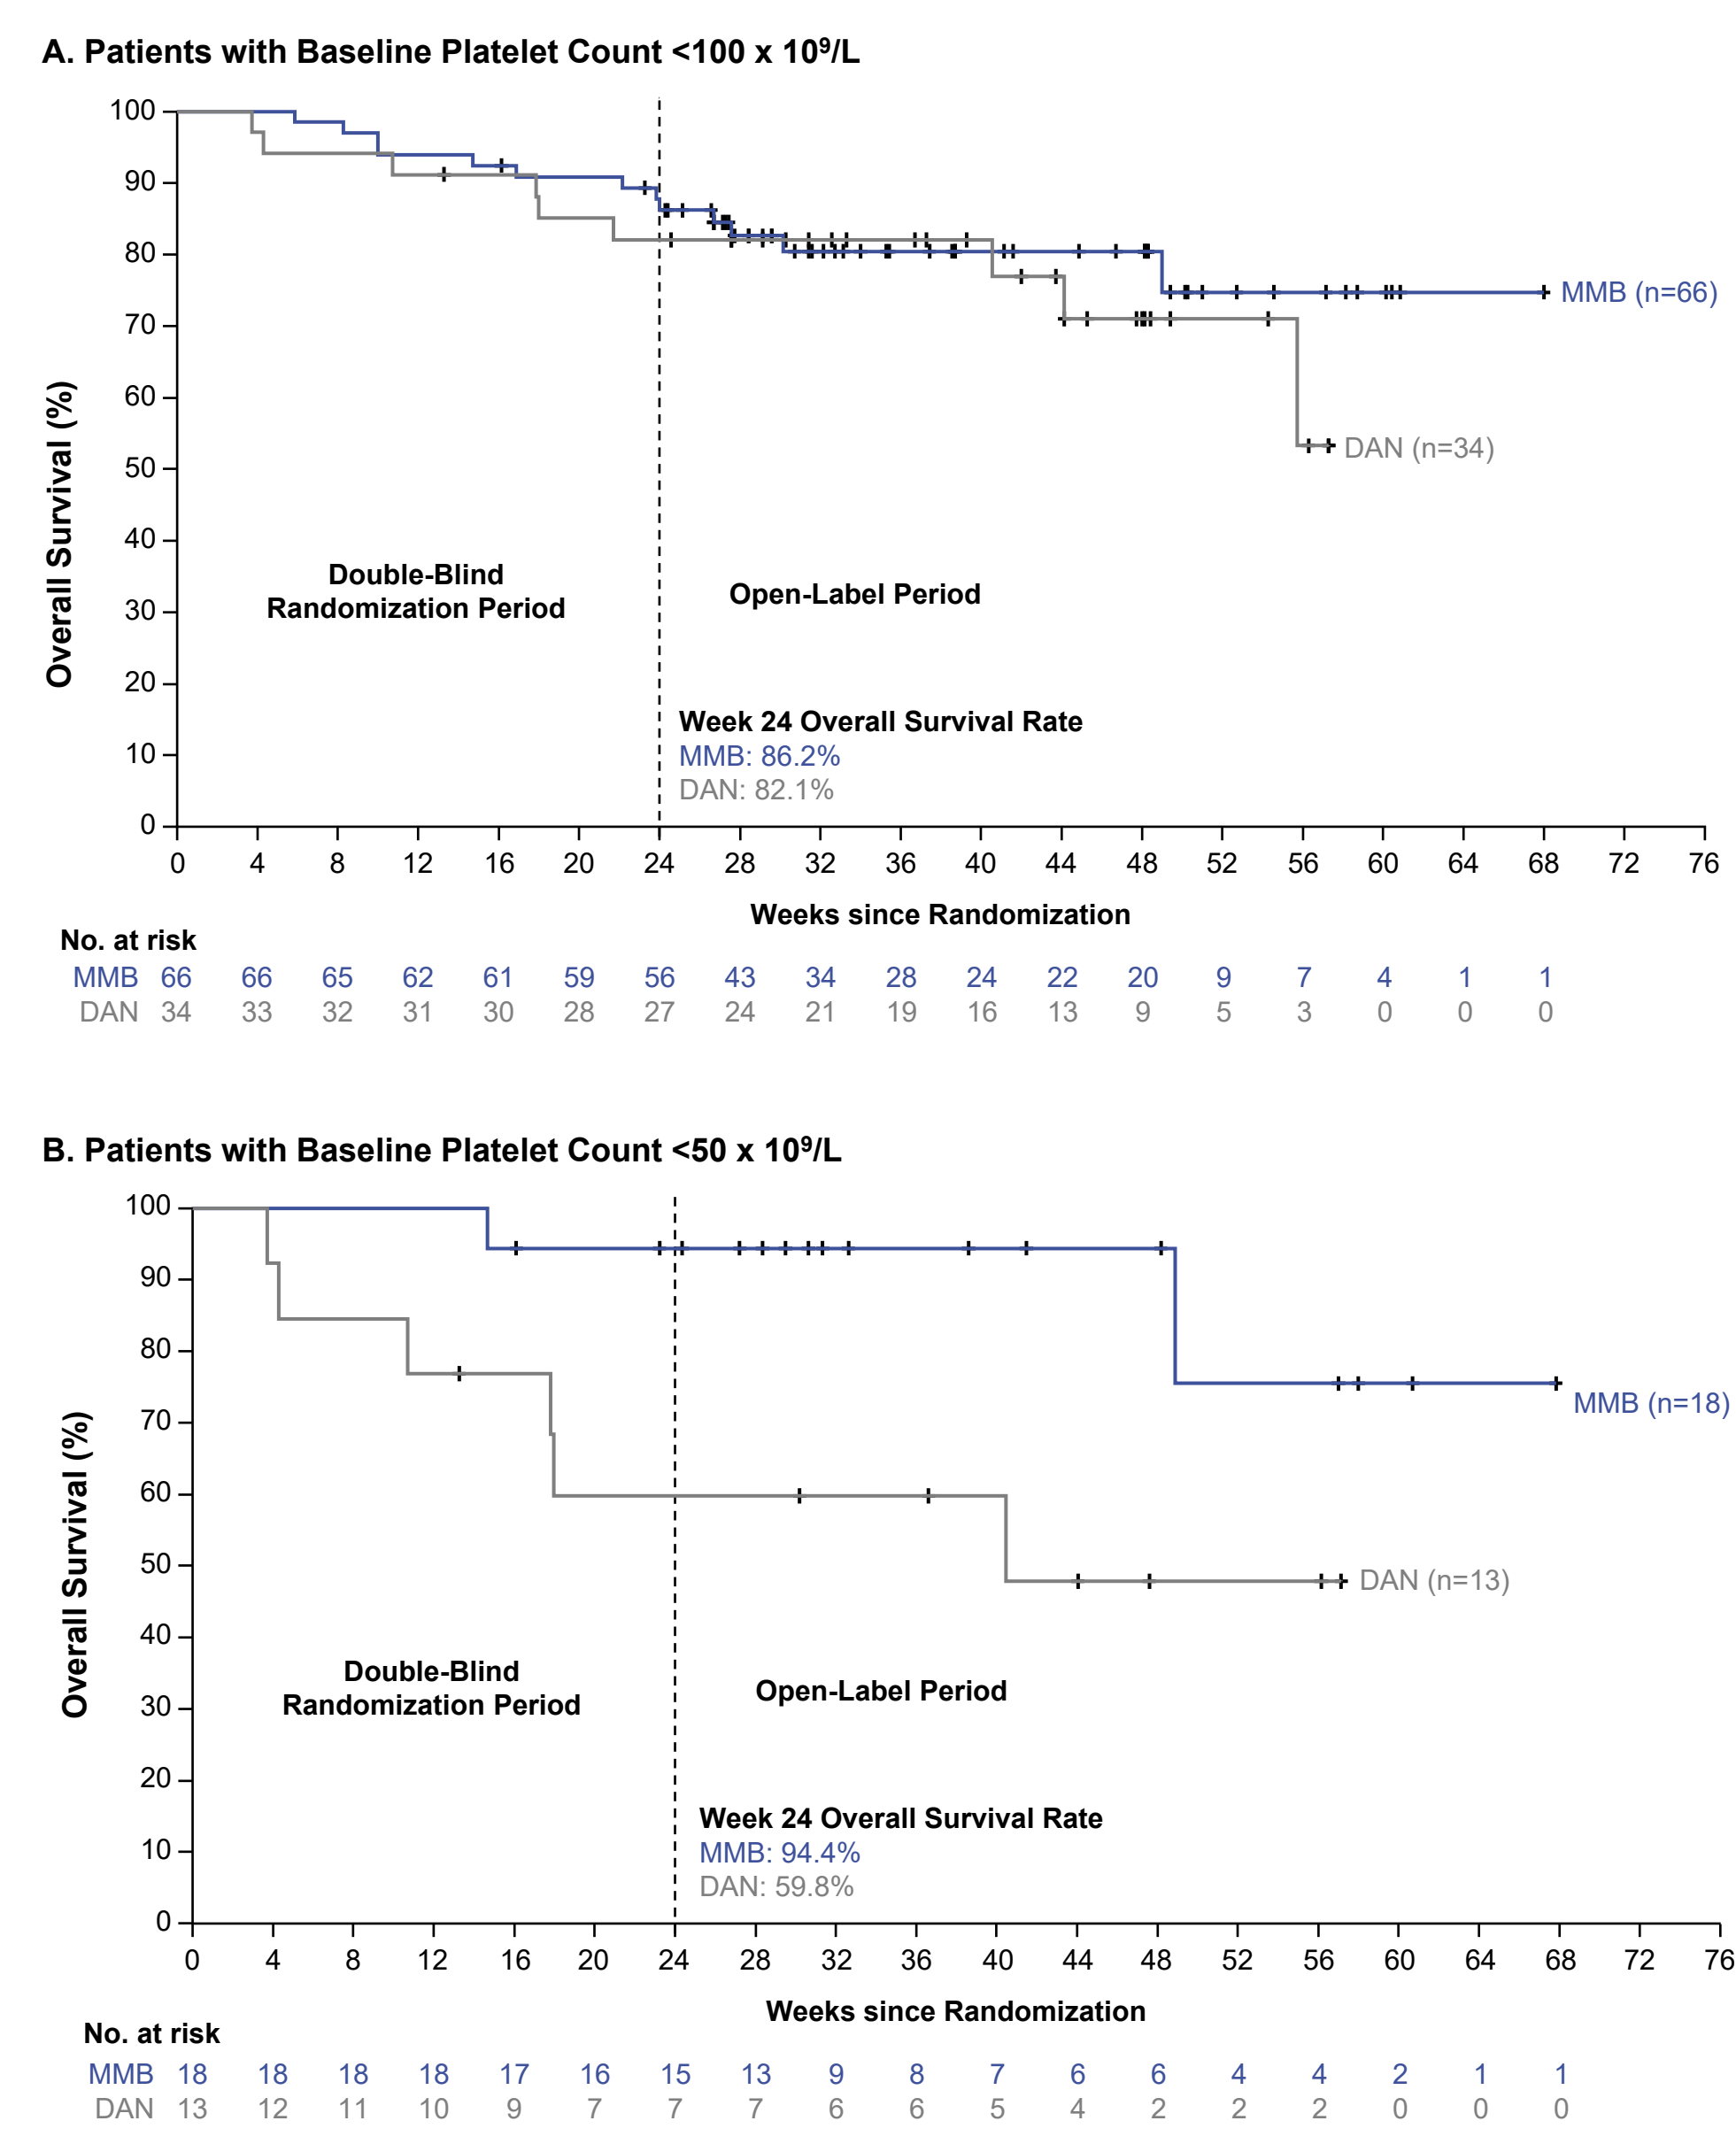 A. Patients with Baseline Platelet Count <100 x 10⁹/L
Overall Survival (%)
100
90
80
70
60
50
40
30
20
10
0
MMB (n=66)
DAN (n=34)
Double-Blind
Randomization Period
Open-Label Period
Week 24 Overall Survival Rate
MMB: 86.2%
DAN: 82.1%
0 4 8 12 16 20 24 28 32 36 40 44 48 52 56 60 64 68 72 76
Weeks since Randomization
No. at risk
MMB 66 66 65 62 61 59 56 43 34 28 24 22 20 9 7 4 1 1
DAN 34 33 32 31 30 28 27 24 21 19 16 13 9 5 3 0 0 0
B. Patients with Baseline Platelet Count <50 x 10⁹/L
Overall Survival (%)
100
90
80
70
60
50
40
30
20
10
0
MMB (n=18)
DAN (n=13)
Double-Blind
Randomization Period
Open-Label Period
Week 24 Overall Survival Rate
MMB: 94.4%
DAN: 59.8%
0 4 8 12 16 20 24 28 32 36 40 44 48 52 56 60 64 68 72 76
Weeks since Randomization
No. at risk
MMB 18 18 18 18 17 16 15 13 9 8 7 6 6 4 4 2 1 1
DAN 13 12 11 10 9 7 7 7 6 6 5 4 2 2 2 0 0 0